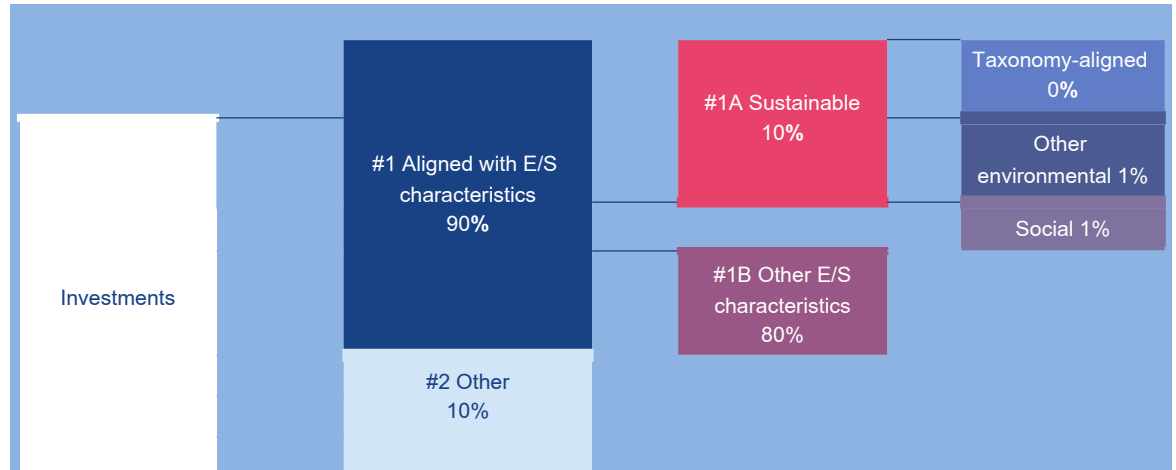 Investments
#1 Aligned with E/S
characteristics
90%
#2 Other
10%
#1A Sustainable
10%
#1B Other E/S
characteristics
80%
Taxonomy-aligned
0%
Other
environmental 1%
Social 1%